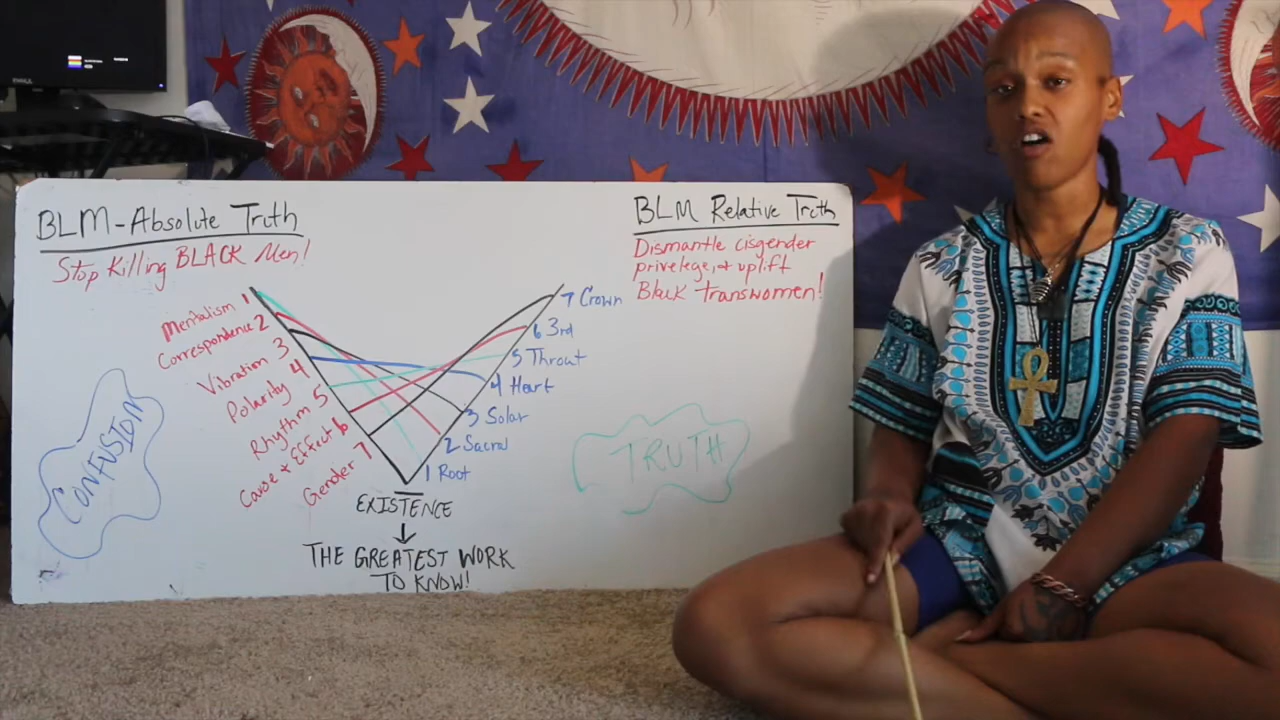 DELL
BLM-Absolute Truth
Stop Killing BLACK Men!
BLM Relative Truth
Dismantle cisgender
privelege, & uplift
Black transwomen!
Mentalism 1
Correspondence 2
Vibration 3
Polarity 4
Rhythm 5
Cause & Effect 6
Gender 7
7 Crown
6 3rd
5 Throat
4 Heart
3 Solar
2 Sacral
1 Root
CONFUSION
TRUTH
EXISTENCE
THE GREATEST WORK
TO KNOW!